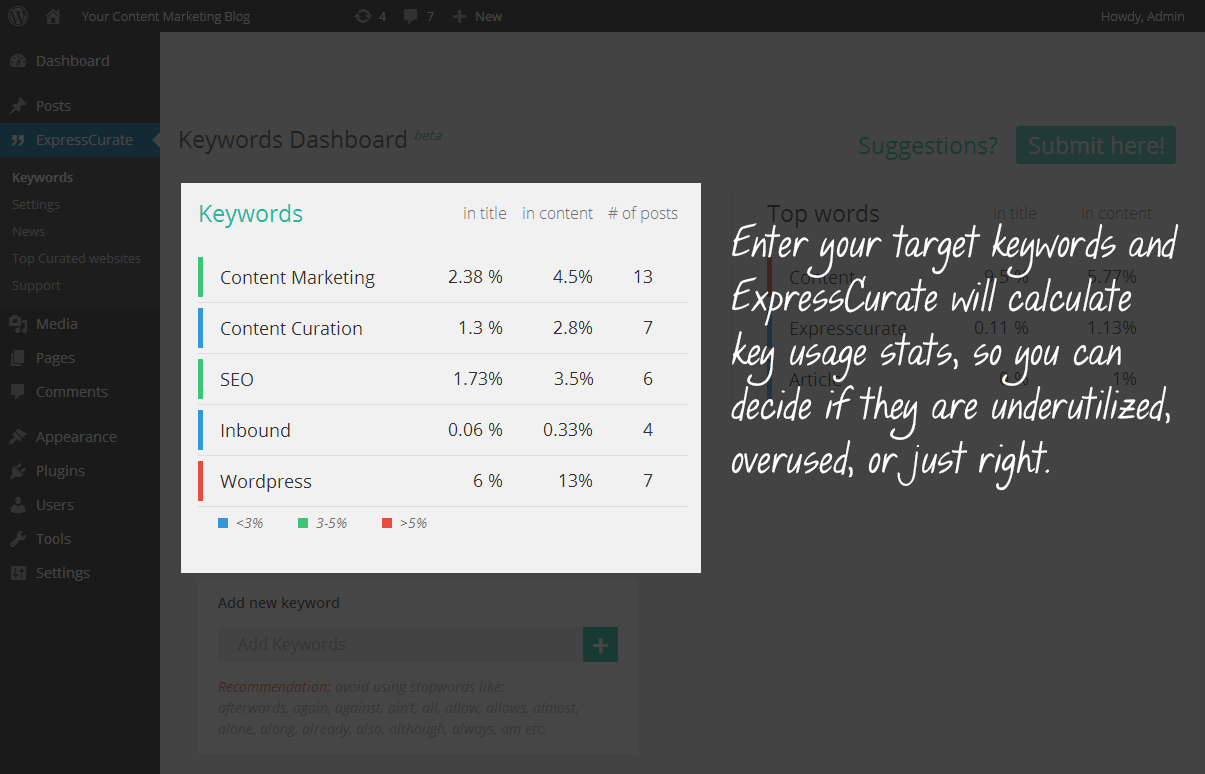 Your Content Marketing Blog 4 7 New Howdy, Admin
Dashboard
Posts
ExpressCurate
Keywords
Settings
News
Top Curated websites
Support
Media
Pages
Comments
Appearance
Plugins
Users
Tools
Settings
Keywords Dashboard beta
Suggestions? Submit here!
Keywords in title in content # of posts
Content Marketing 2.38 % 4.5% 13
Content Curation 1.3 % 2.8% 7
SEO 1.73% 3.5% 6
Inbound 0.06 % 0.33% 4
Wordpress 6 % 13% 7
<3% 3-5% >5%
Top words in title in content
Content 5.77%
Expresscurate 0.11 % 1.13%
Article 1%
Enter your target keywords and
ExpressCurate will calculate
key usage stats, so you can
decide if they are underutilized,
overused, or just right.
Add new keyword
Add Keywords
Recommendation: avoid using stopwords like:
afterwards, again, against, ain't, all, allow, allows, almost,
alone, along, already, also, although, always, am etc.